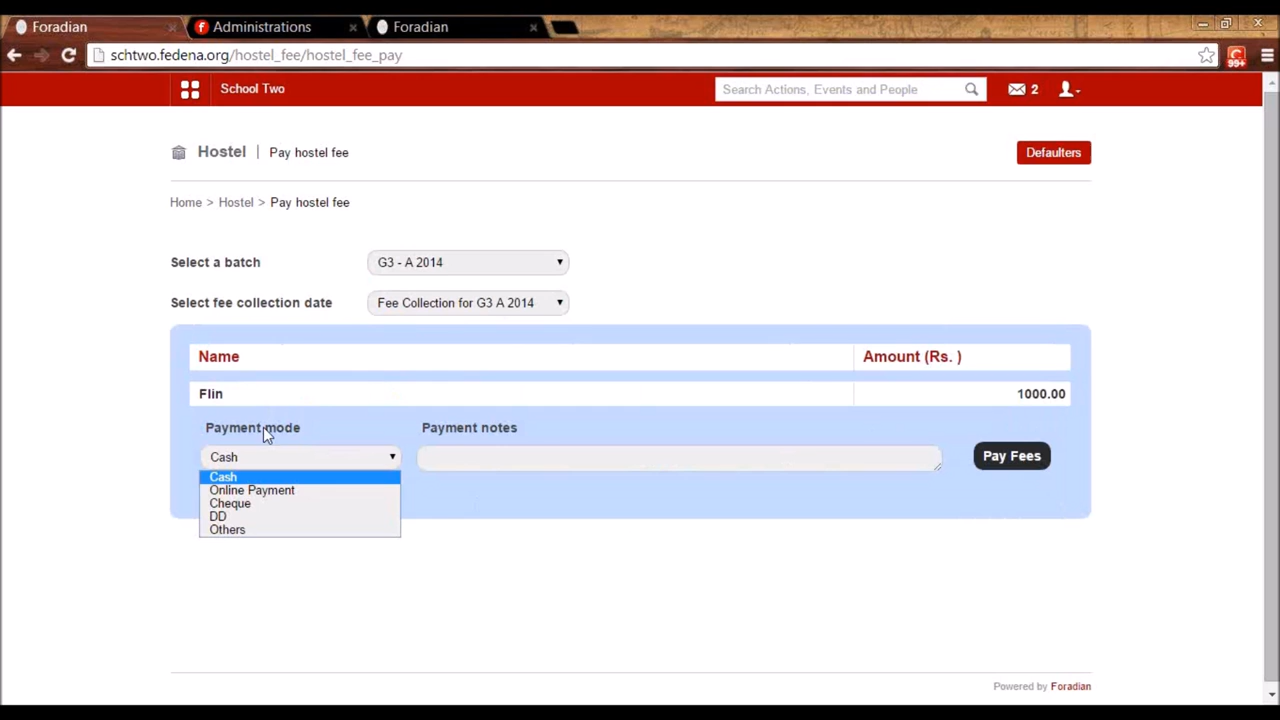 Foradian
Administrations
Foradian
schtwo.fedena.org/hostel_fee/hostel_fee_pay
99+
School Two
Search Actions, Events and People
2
Hostel | Pay hostel fee
Defaulters
Home > Hostel > Pay hostel fee
Select a batch
G3 - A 2014
Select fee collection date
Fee Collection for G3 A 2014
Name
Amount (Rs. )
Flin
1000.00
Payment mode
Payment notes
Cash
Pay Fees
Cash
Online Payment
Cheque
DD
Others
Powered by Foradian